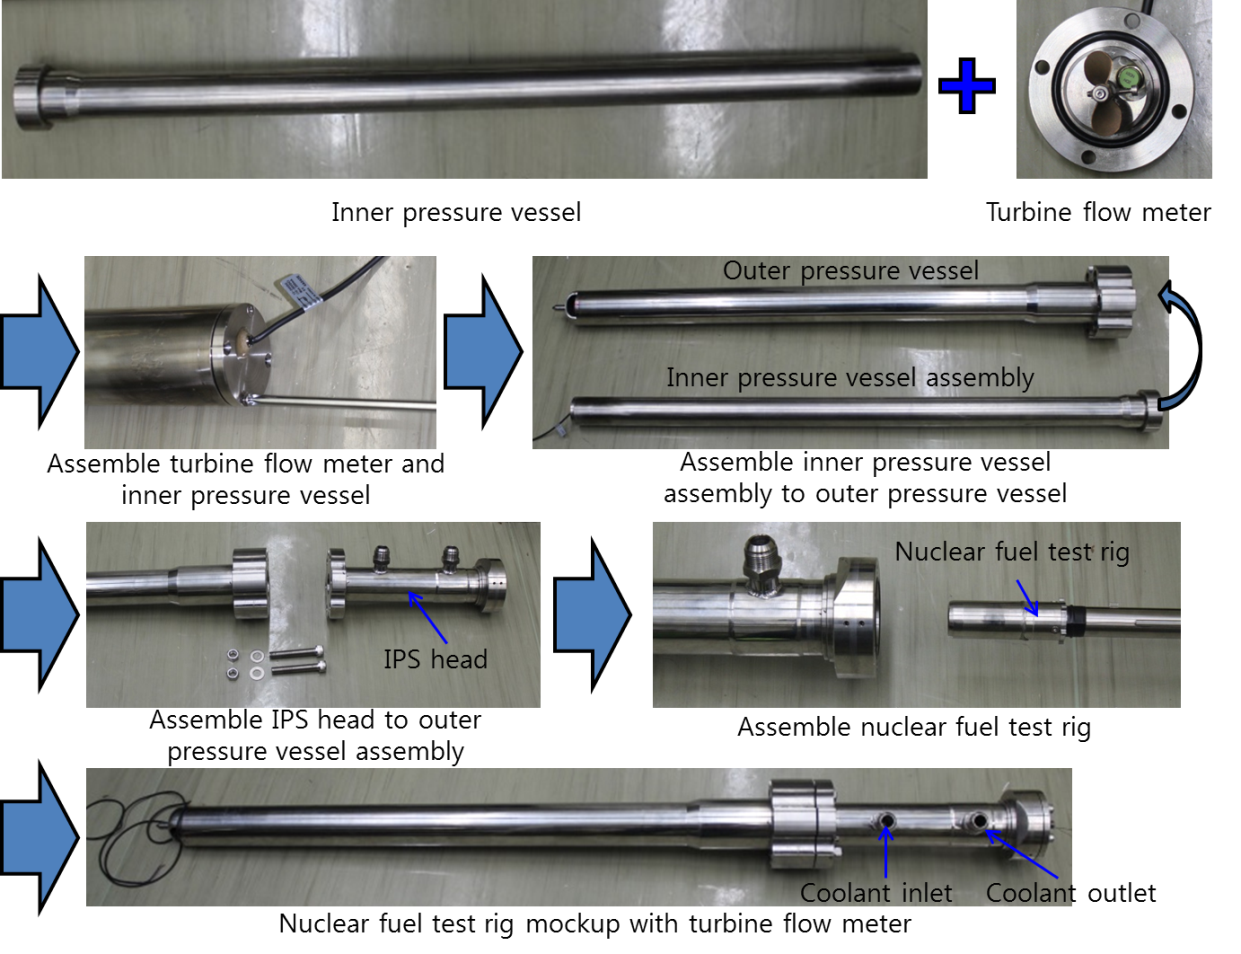 Inner pressure vessel
Turbine flow meter
Outer pressure vessel
Inner pressure vessel assembly
Assemble turbine flow meter and
inner pressure vessel
Assemble inner pressure vessel
assembly to outer pressure vessel
IPS head
Nuclear fuel test rig
Assemble IPS head to outer
pressure vessel assembly
Assemble nuclear fuel test rig
Coolant inlet
Coolant outlet
Nuclear fuel test rig mockup with turbine flow meter